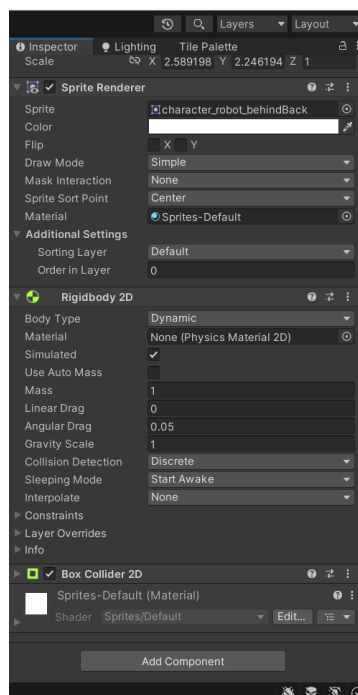 Layers Layout
Inspector Lighting Tile Palette
Scale X 2.589198 Y 2.246194 Z 1
Sprite Renderer
Sprite character_robot_behindBack
Color
Flip X Y
Draw Mode Simple
Mask Interaction None
Sprite Sort Point Center
Material Sprites-Default
Additional Settings
Sorting Layer Default
Order in Layer 0
Rigidbody 2D
Body Type Dynamic
Material None (Physics Material 2D)
Simulated
Use Auto Mass
Mass 1
Linear Drag 0
Angular Drag 0.05
Gravity Scale 1
Collision Detection Discrete
Sleeping Mode Start Awake
Interpolate None
Constraints
Layer Overrides
Info
Box Collider 2D
Sprites-Default (Material)
Shader Sprites/Default Edit...
Add Component